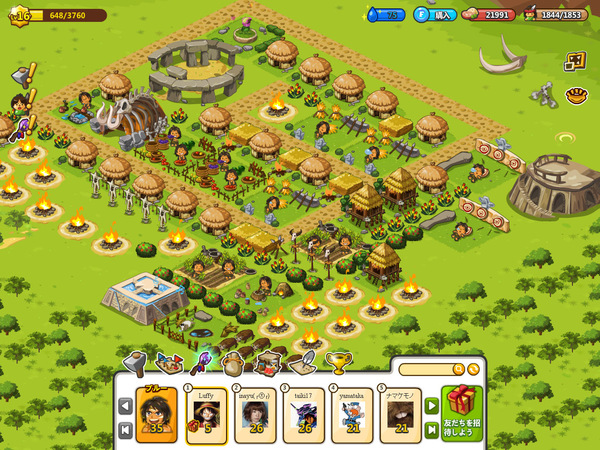 16 648/3760 75 F 購入 21991 1844/1853
ブルー 1 Luffy 2 mayu( 3 taiki17 4 yamataka 5 ナマケモノ
35 5 26 26 21 21
友だちを招
待しよう